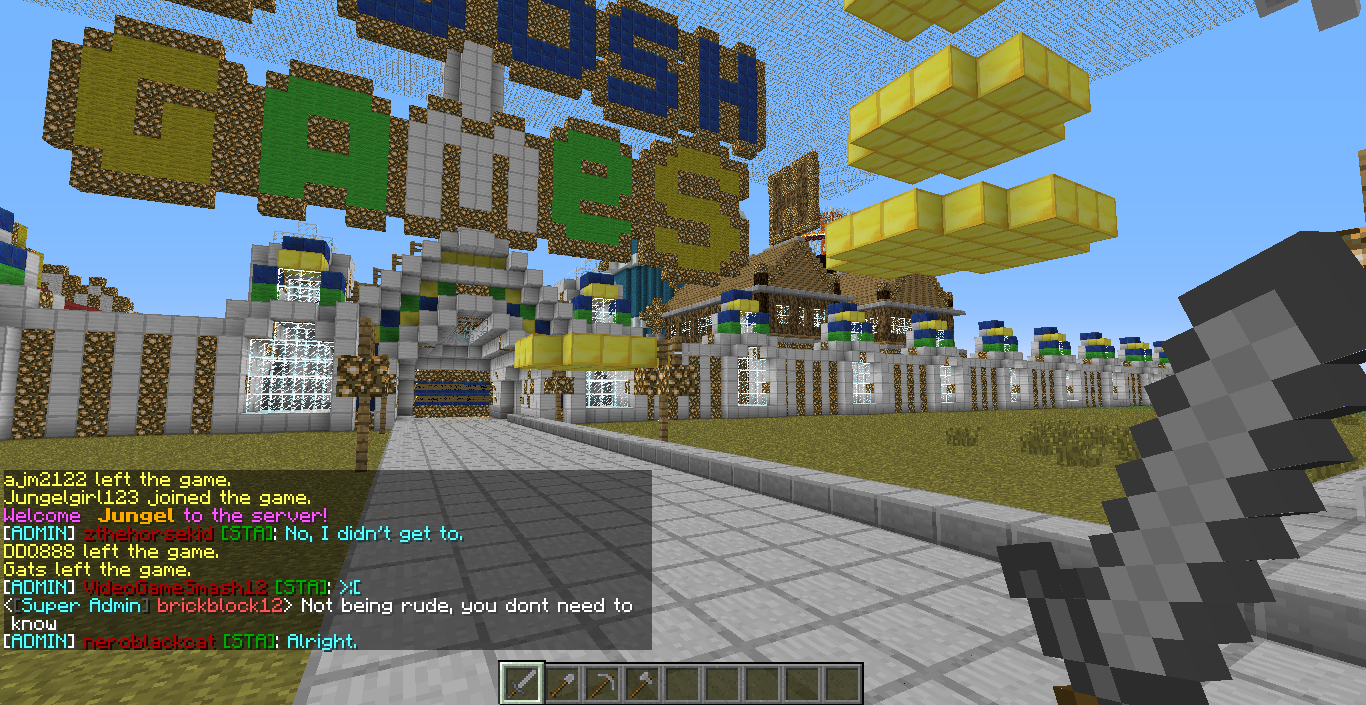 OSH
GAmeS
ajm2122 left the game.
Jungelgirl123 joined the game.
Welcome Jungel to the server!
[ADMIN] zthehorsekid [STA]: No, I didn't get to.
DDQ888 left the game.
Gats left the game.
[ADMIN] VideoGameSmash12 [STA]: >:[
<[Super Admin] brickblock12> Not being rude, you dont need to
know
[ADMIN] neroblackcat [STA]: Alright.